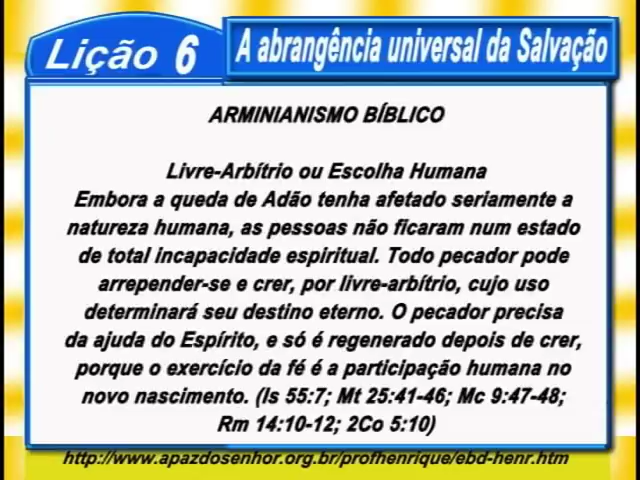 Lição 6
A abrangência universal da Salvação
ARMINIANISMO BÍBLICO
Livre-Arbítrio ou Escolha Humana
Embora a queda de Adão tenha afetado seriamente a
natureza humana, as pessoas não ficaram num estado
de total incapacidade espiritual. Todo pecador pode
arrepender-se e crer, por livre-arbítrio, cujo uso
determinará seu destino eterno. O pecador precisa
da ajuda do Espírito, e só é regenerado depois de crer,
porque o exercício da fé é a participação humana no
novo nascimento. (Is 55:7; Mt 25:41-46; Mc 9:47-48;
Rm 14:10-12; 2Co 5:10)
http://www.apazdosenhor.org.br/profhenrique/ebd-henr.htm